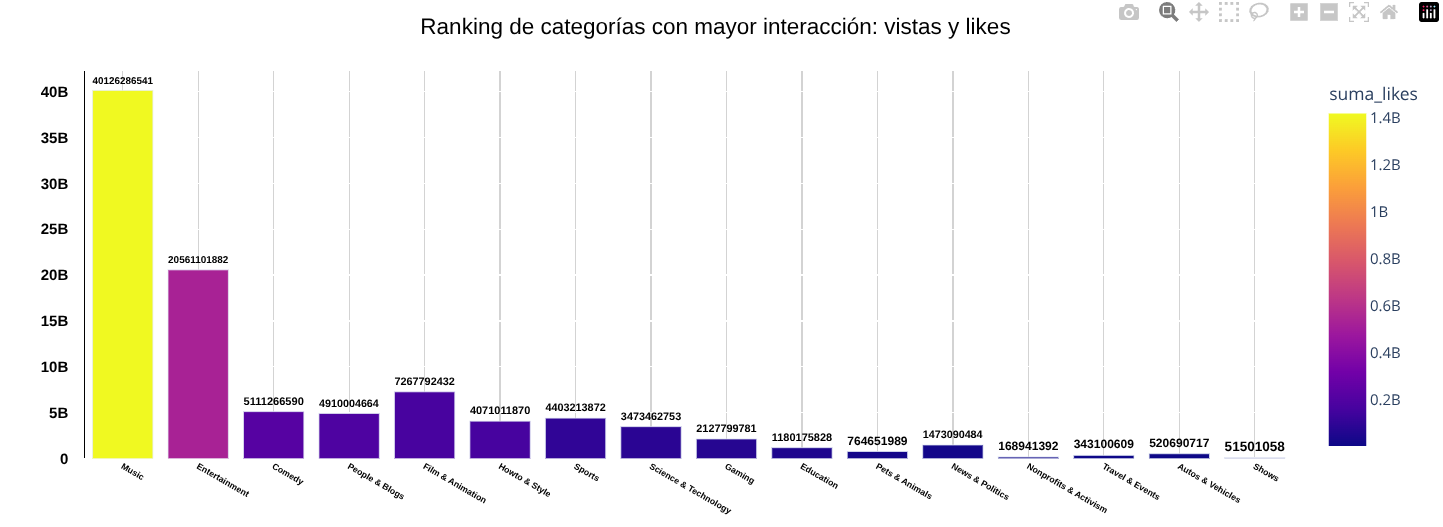 Ranking de categorías con mayor interacción: vistas y likes
40B
35B
30B
25B
20B
15B
10B
5B
0
40126286541
20561101882
5111266590
4910004664
7267792432
4071011870
4403213872
3473462753
2127799781
1180175828
764651989
1473090484
168941392
343100609
520690717
51501058
Music
Entertainment
Comedy
People & Blogs
Film & Animation
Howto & Style
Sports
Science & Technology
Gaming
Education
Pets & Animals
News & Politics
Nonprofits & Activism
Travel & Events
Autos & Vehicles
Shows
suma_likes
1.4B
1.2B
1B
0.8B
0.6B
0.4B
0.2B